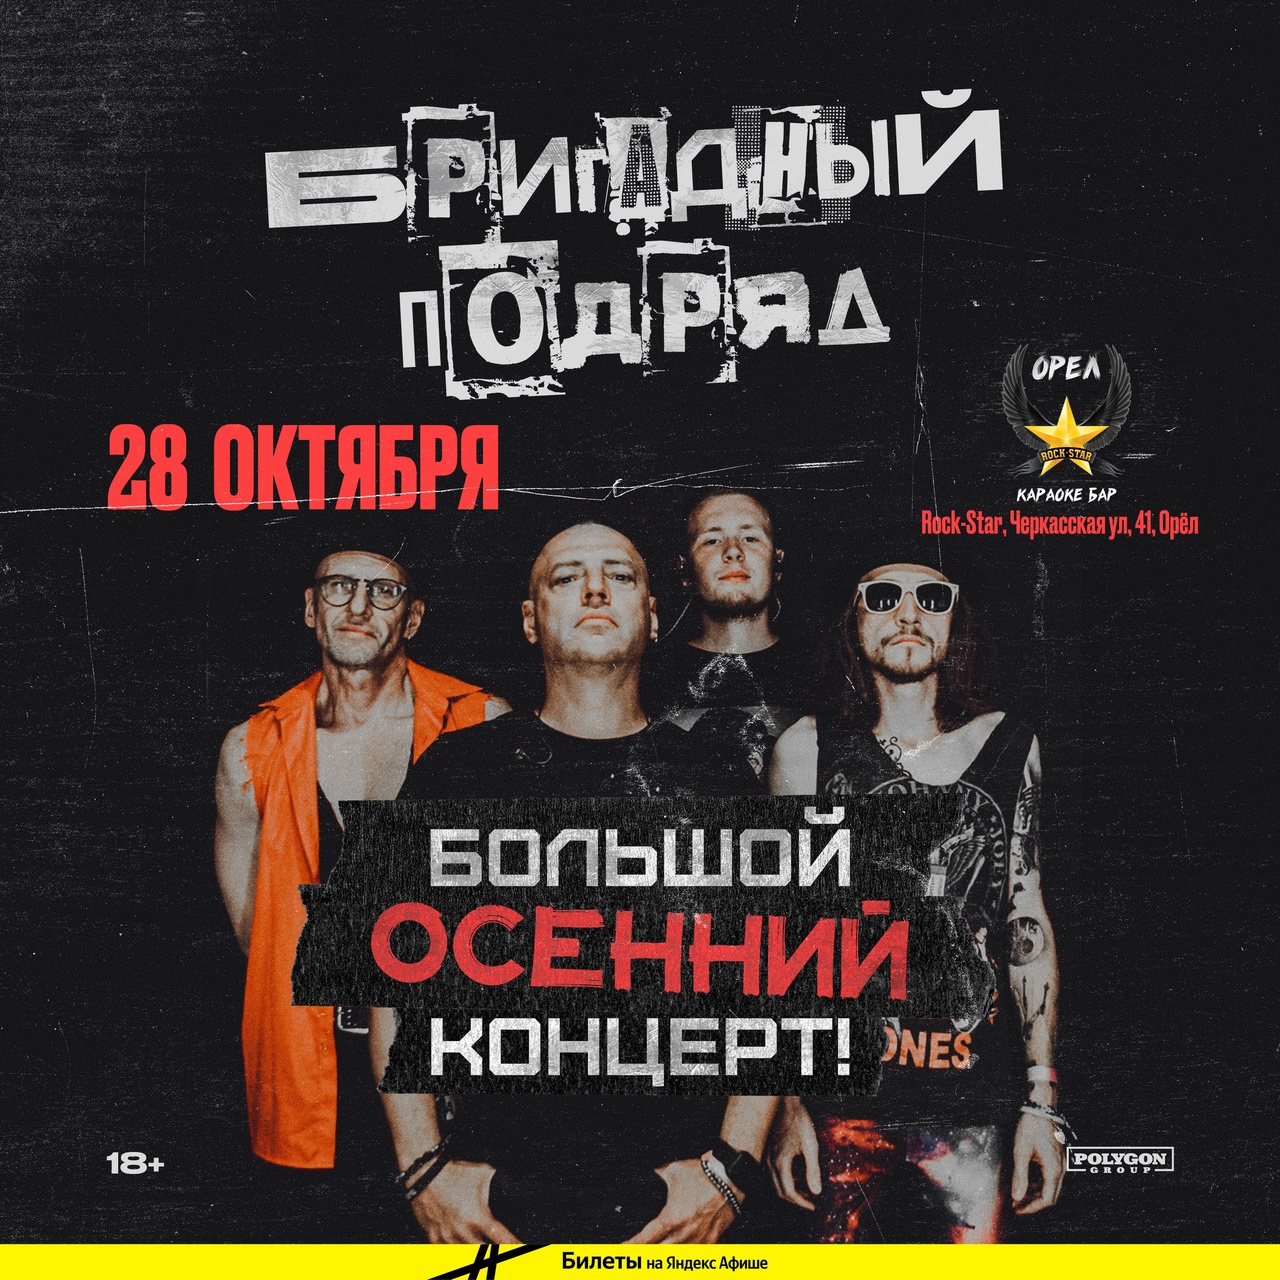 БРИГАДНЫЙ
ПОДРЯД
28 ОКТЯБРЯ
ОРЕЛ
ROCK-STAR
КАРАОКЕ БАР
Rock-Star, Черкасская ул, 41, Орёл
БОЛЬШОЙ
ОСЕННИЙ
КОНЦЕРТ!
ONES
18+
POLYGON
GROUP
Билеты на Яндекс Афише